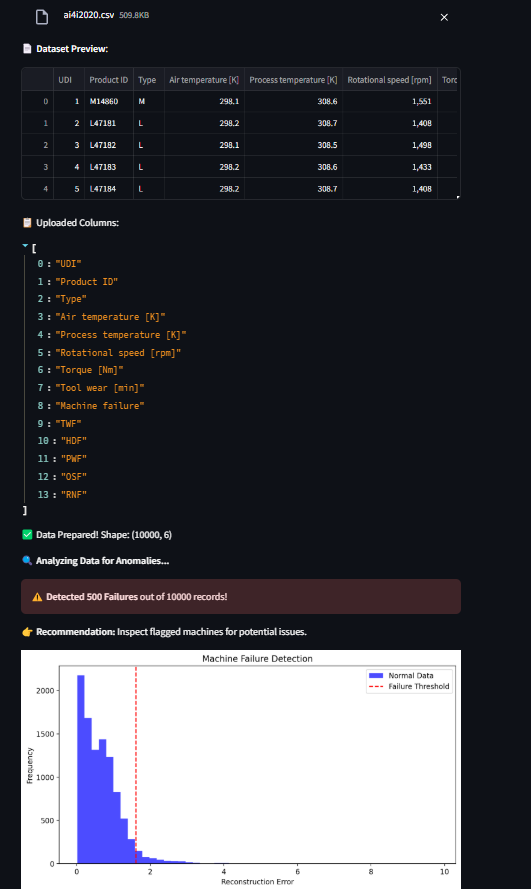 ai4i2020.csv 509.8KB
Dataset Preview:
UDI Product ID Type Air temperature [K] Process temperature [K] Rotational speed [rpm] Torc
0 1 M14860 M 298.1 308.6 1,551
1 2 L47181 L 298.2 308.7 1,408
2 3 L47182 L 298.1 308.5 1,498
3 4 L47183 L 298.2 308.6 1,433
4 5 L47184 L 298.2 308.7 1,408
Uploaded Columns:
[
0 : "UDI"
1 : "Product ID"
2 : "Type"
3 : "Air temperature [K]"
4 : "Process temperature [K]"
5 : "Rotational speed [rpm]"
6 : "Torque [Nm]"
7 : "Tool wear [min]"
8 : "Machine failure"
9 : "TWF"
10 : "HDF"
11 : "PWF"
12 : "OSF"
13 : "RNF"
]
Data Prepared! Shape: (10000, 6)
Analyzing Data for Anomalies...
Detected 500 Failures out of 10000 records!
Recommendation: Inspect flagged machines for potential issues.
Machine Failure Detection
Normal Data
Failure Threshold
2000
1500
1000
500
0
Frequency
0 2 4 6 8 10
Reconstruction Error